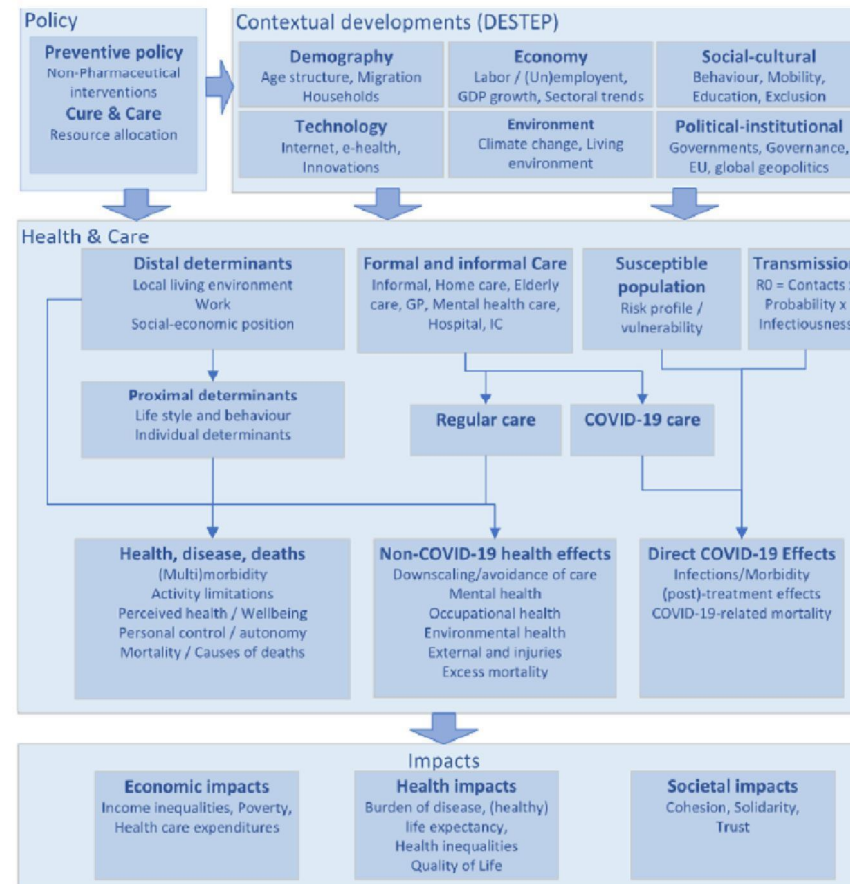 Policy
Preventive policy
Non-Pharmaceutical
interventions
Cure & Care
Resource allocation
Contextual developments (DESTEP)
Demography
Age structure, Migration
Households
Economy
Labor / (Un)employent,
GDP growth, Sectoral trends
Social-cultural
Behaviour, Mobility,
Education, Exclusion
Technology
Internet, e-health,
Innovations
Environment
Climate change, Living
environment
Political-institutional
Governments, Governance,
EU, global geopolitics
Health & Care
Distal determinants
Local living environment
Work
Social-economic position
Formal and informal Care
Informal, Home care, Elderly
care, GP, Mental health care,
Hospital, IC
Susceptible
population
Risk profile /
vulnerability
Transmission
R0 = Contacts x
Probability x
Infectiousness
Proximal determinants
Life style and behaviour
Individual determinants
Regular care
COVID-19 care
Health, disease, deaths
(Multi)morbidity
Activity limitations
Perceived health / Wellbeing
Personal control / autonomy
Mortality / Causes of deaths
Non-COVID-19 health effects
Downscaling/avoidance of care
Mental health
Occupational health
Environmental health
External and injuries
Excess mortality
Direct COVID-19 Effects
Infections/Morbidity
(post)-treatment effects
COVID-19-related mortality
Impacts
Economic impacts
Income inequalities, Poverty,
Health care expenditures
Health impacts
Burden of disease, (healthy)
life expectancy,
Health inequalities
Quality of Life
Societal impacts
Cohesion, Solidarity,
Trust